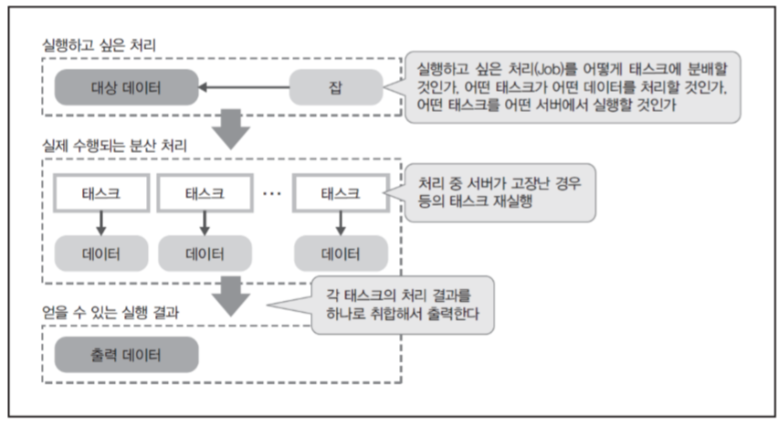 실행하고 싶은 처리
대상 데이터
잡
실행하고 싶은 처리(Job)를 어떻게 태스크에 분배할
것인가, 어떤 태스크가 어떤 데이터를 처리할 것인가,
어떤 태스크를 어떤 서버에서 실행할 것인가
실제 수행되는 분산 처리
태스크
태스크
...
태스크
처리 중 서버가 고장난 경우
등의 태스크 재실행
데이터
데이터
데이터
각 태스크의 처리 결과를
하나로 취합해서 출력한다
얻을 수 있는 실행 결과
출력 데이터